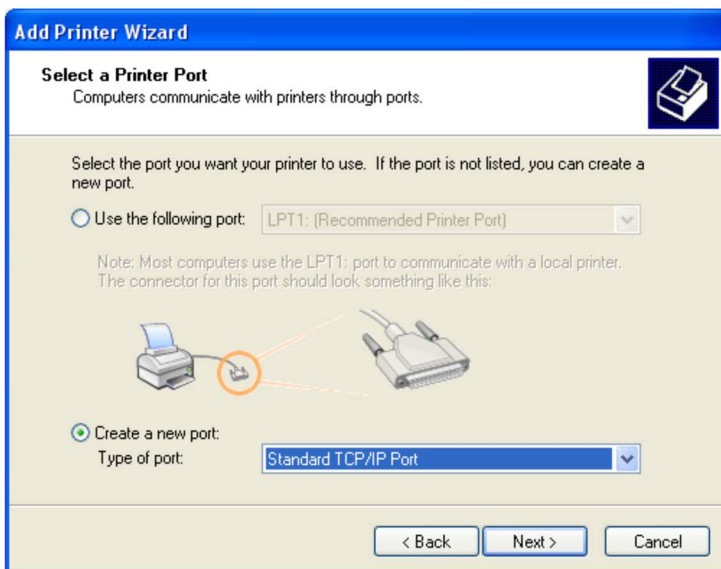 Add Printer Wizard
Select a Printer Port
Computers communicate with printers through ports.
Select the port you want your printer to use.  If the port is not listed, you can create a
new port.
Use the following port:
LPT1: (Recommended Printer Port)
Note: Most computers use the LPT1: port to communicate with a local printer.
The connector for this port should look something like this:
Create a new port:
Type of port:
Standard TCP/IP Port
< Back
Next >
Cancel